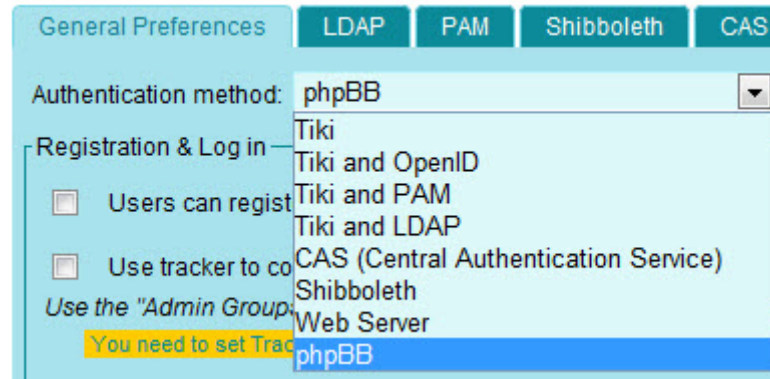 General Preferences LDAP PAM Shibboleth CAS
Authentication method: phpBB
Tiki
Registration & Log in
Tiki and OpenID
Users can regist
Tiki and PAM
Tiki and LDAP
Use tracker to co
CAS (Central Authentication Service)
Use the "Admin Groups
Shibboleth
Web Server
You need to set Trac
phpBB